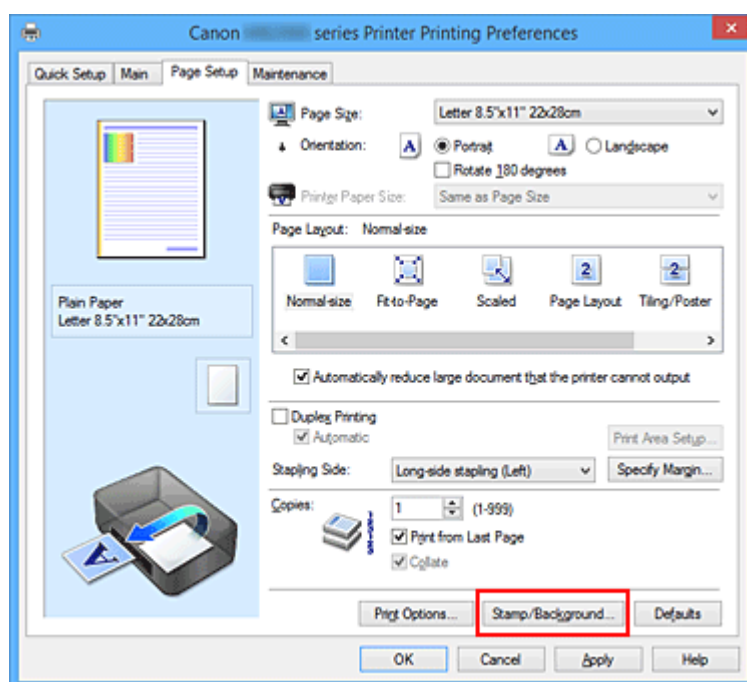 Canon series Printer Printing Preferences
Quick Setup Main Page Setup Maintenance
Page Size: Letter 8.5"x11" 22x28cm
Orientation: A Portrait A Landscape
Rotate 180 degrees
Printer Paper Size: Same as Page Size
Page Layout: Normal-size
2 2
Normal-size Fit-to-Page Scaled Page Layout Tiling/Poster
Plain Paper
Letter 8.5"x11" 22x28cm
Automatically reduce large document that the printer cannot output
Duplex Printing
Automatic
Print Area Setup...
Stapling Side: Long-side stapling (Left) Specify Margin...
Copies: 1 (1-999)
Print from Last Page
Collate
A
Print Options... Stamp/Background... Defaults
OK Cancel Apply Help